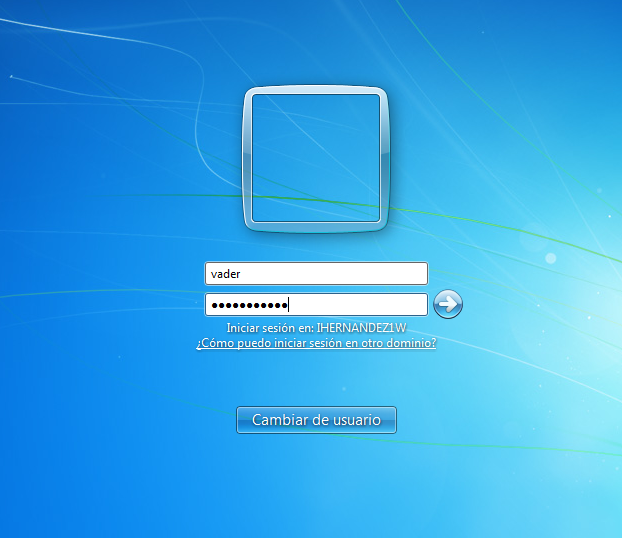 vader
●●●●●●●●●●●
Iniciar sesión en: IHERNANDEZ1W
¿Cómo puedo iniciar sesión en otro dominio?
Cambiar de usuario